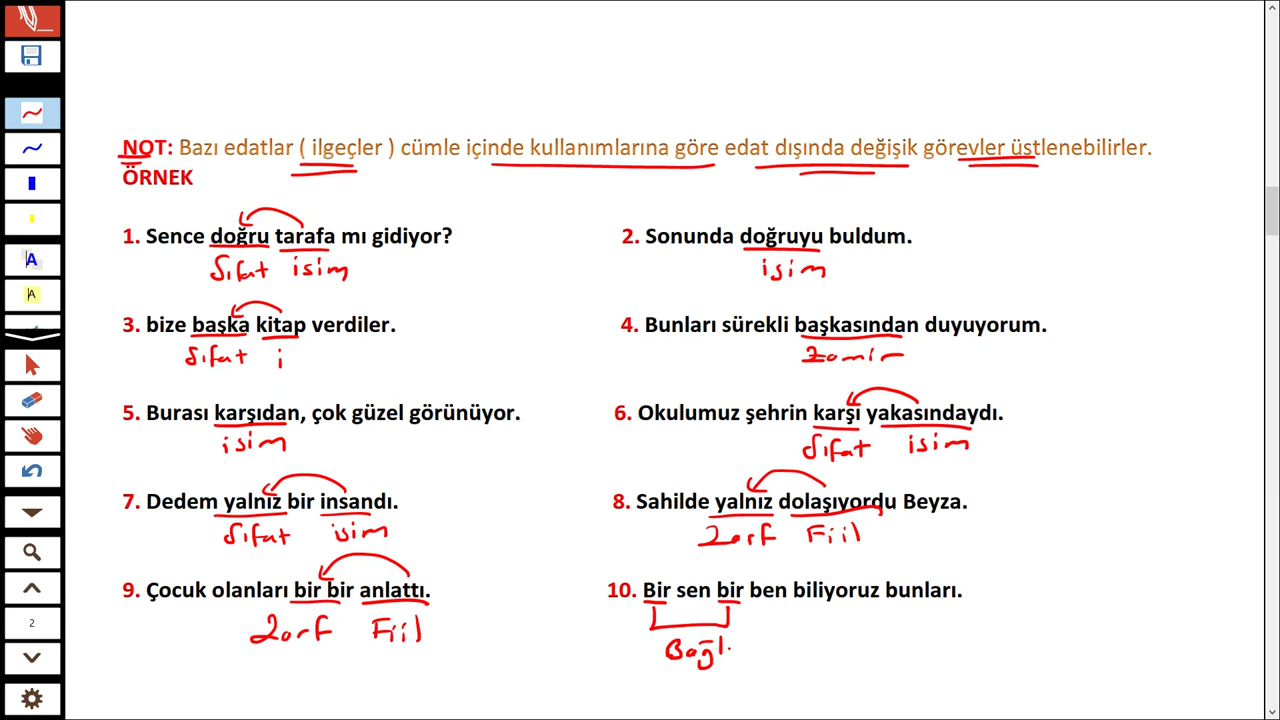 NOT: Bazı edatlar ( ilgeçler ) cümle içinde kullanımlarına göre edat dışında değişik görevler üstlenebilirler.
ÖRNEK
1. Sence doğru tarafa mı gidiyor?
sıfat isim
2. Sonunda doğruyu buldum.
isim
3. bize başka kitap verdiler.
sıfat i
4. Bunları sürekli başkasından duyuyorum.
zamir
5. Burası karşıdan, çok güzel görünüyor.
isim
6. Okulumuz şehrin karşı yakasındaydı.
sıfat isim
7. Dedem yalnız bir insandı.
sıfat isim
8. Sahilde yalnız dolaşıyordu Beyza.
Zarf Fiil
9. Çocuk olanları bir bir anlattı.
Zarf Fiil
10. Bir sen bir ben biliyoruz bunları.
Bağl.
A
A
2